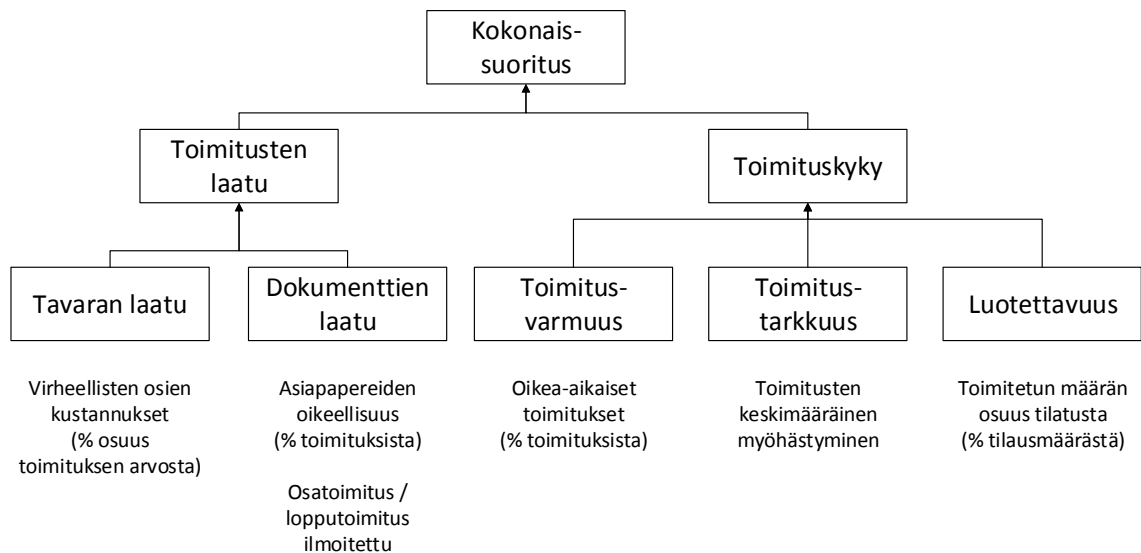 Kokonais-
suoritus
Toimitusten
laatu
Toimituskyky
Tavaran laatu
Dokumenttien
laatu
Toimitus-
varmuus
Toimitus-
tarkkuus
Luotettavuus
Virheellisten osien
kustannukset
(% osuus
toimituksen arvosta)
Asiapapereiden
oikeellisuus
(% toimituksista)
Osatoimitus /
lopputoimitus
ilmoitettu
Oikea-aikaiset
toimitukset
(% toimituksista)
Toimitusten
keskimääräinen
myöhästyminen
Toimitetun määrän
osuus tilatusta
(% tilausmäärästä)